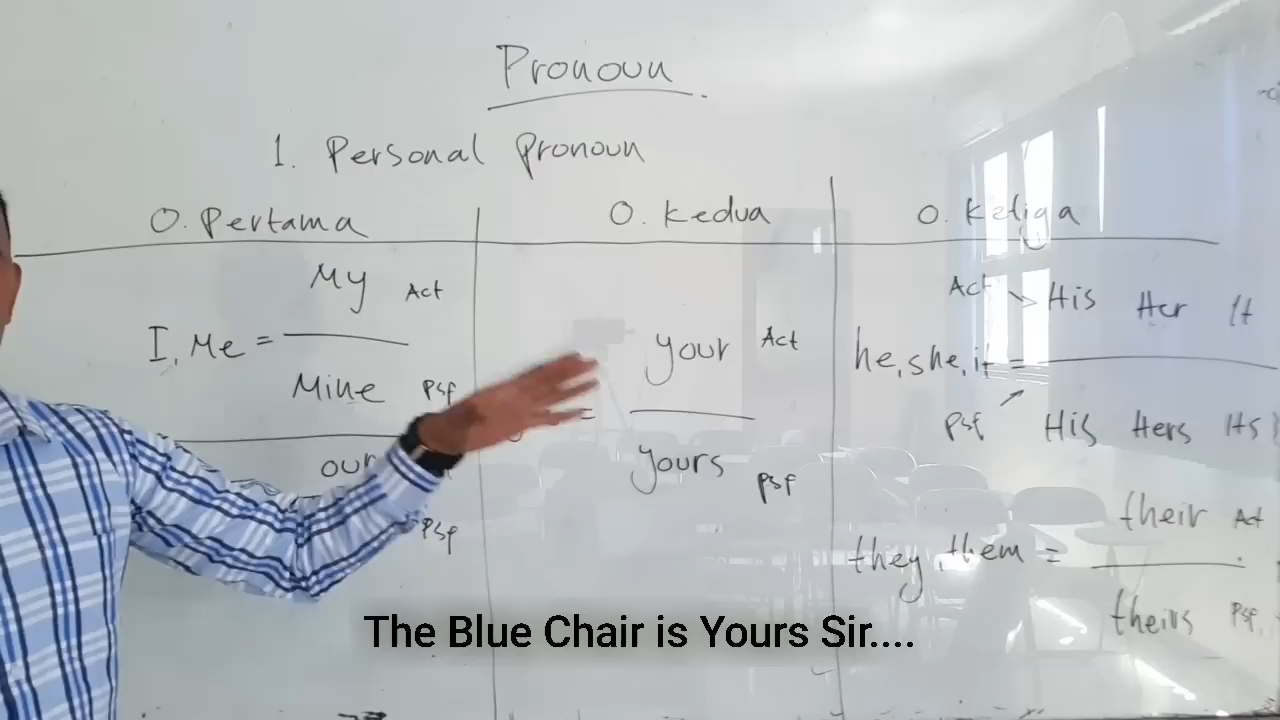 Pronoun
1. Personal Pronoun
O. Pertama
O. Kedua
O. Ketiga
My Act
I, Me =
Mine Psf
our
Psf
your Act
=
yours Psf
Act His Her It
he, she, it =
Psf His Hers Its
their Act
they, them =
theirs Psf
The Blue Chair is Yours Sir....